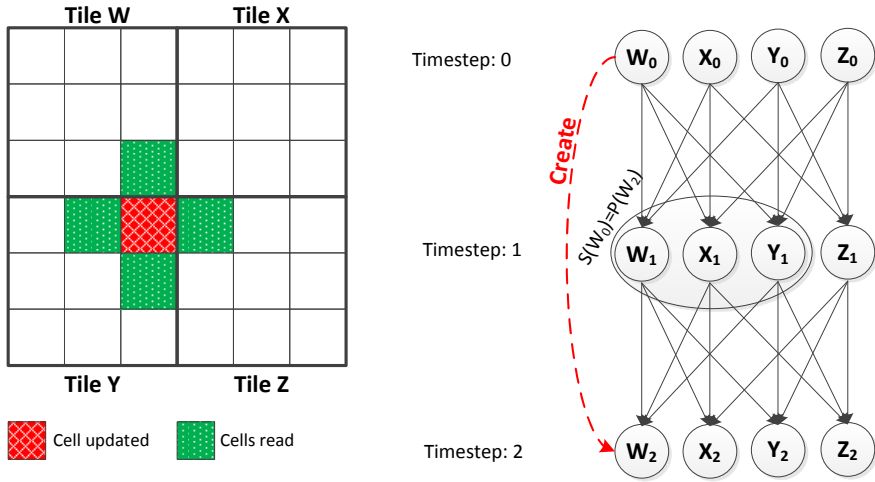 Tile W
Tile X
Tile Y
Tile Z
Cell updated
Cells read
Timestep: 0
W₀ X₀ Y₀ Z₀
Create
S(W₀)=P(W₂)
Timestep: 1
W₁ X₁ Y₁ Z₁
Timestep: 2
W₂ X₂ Y₂ Z₂